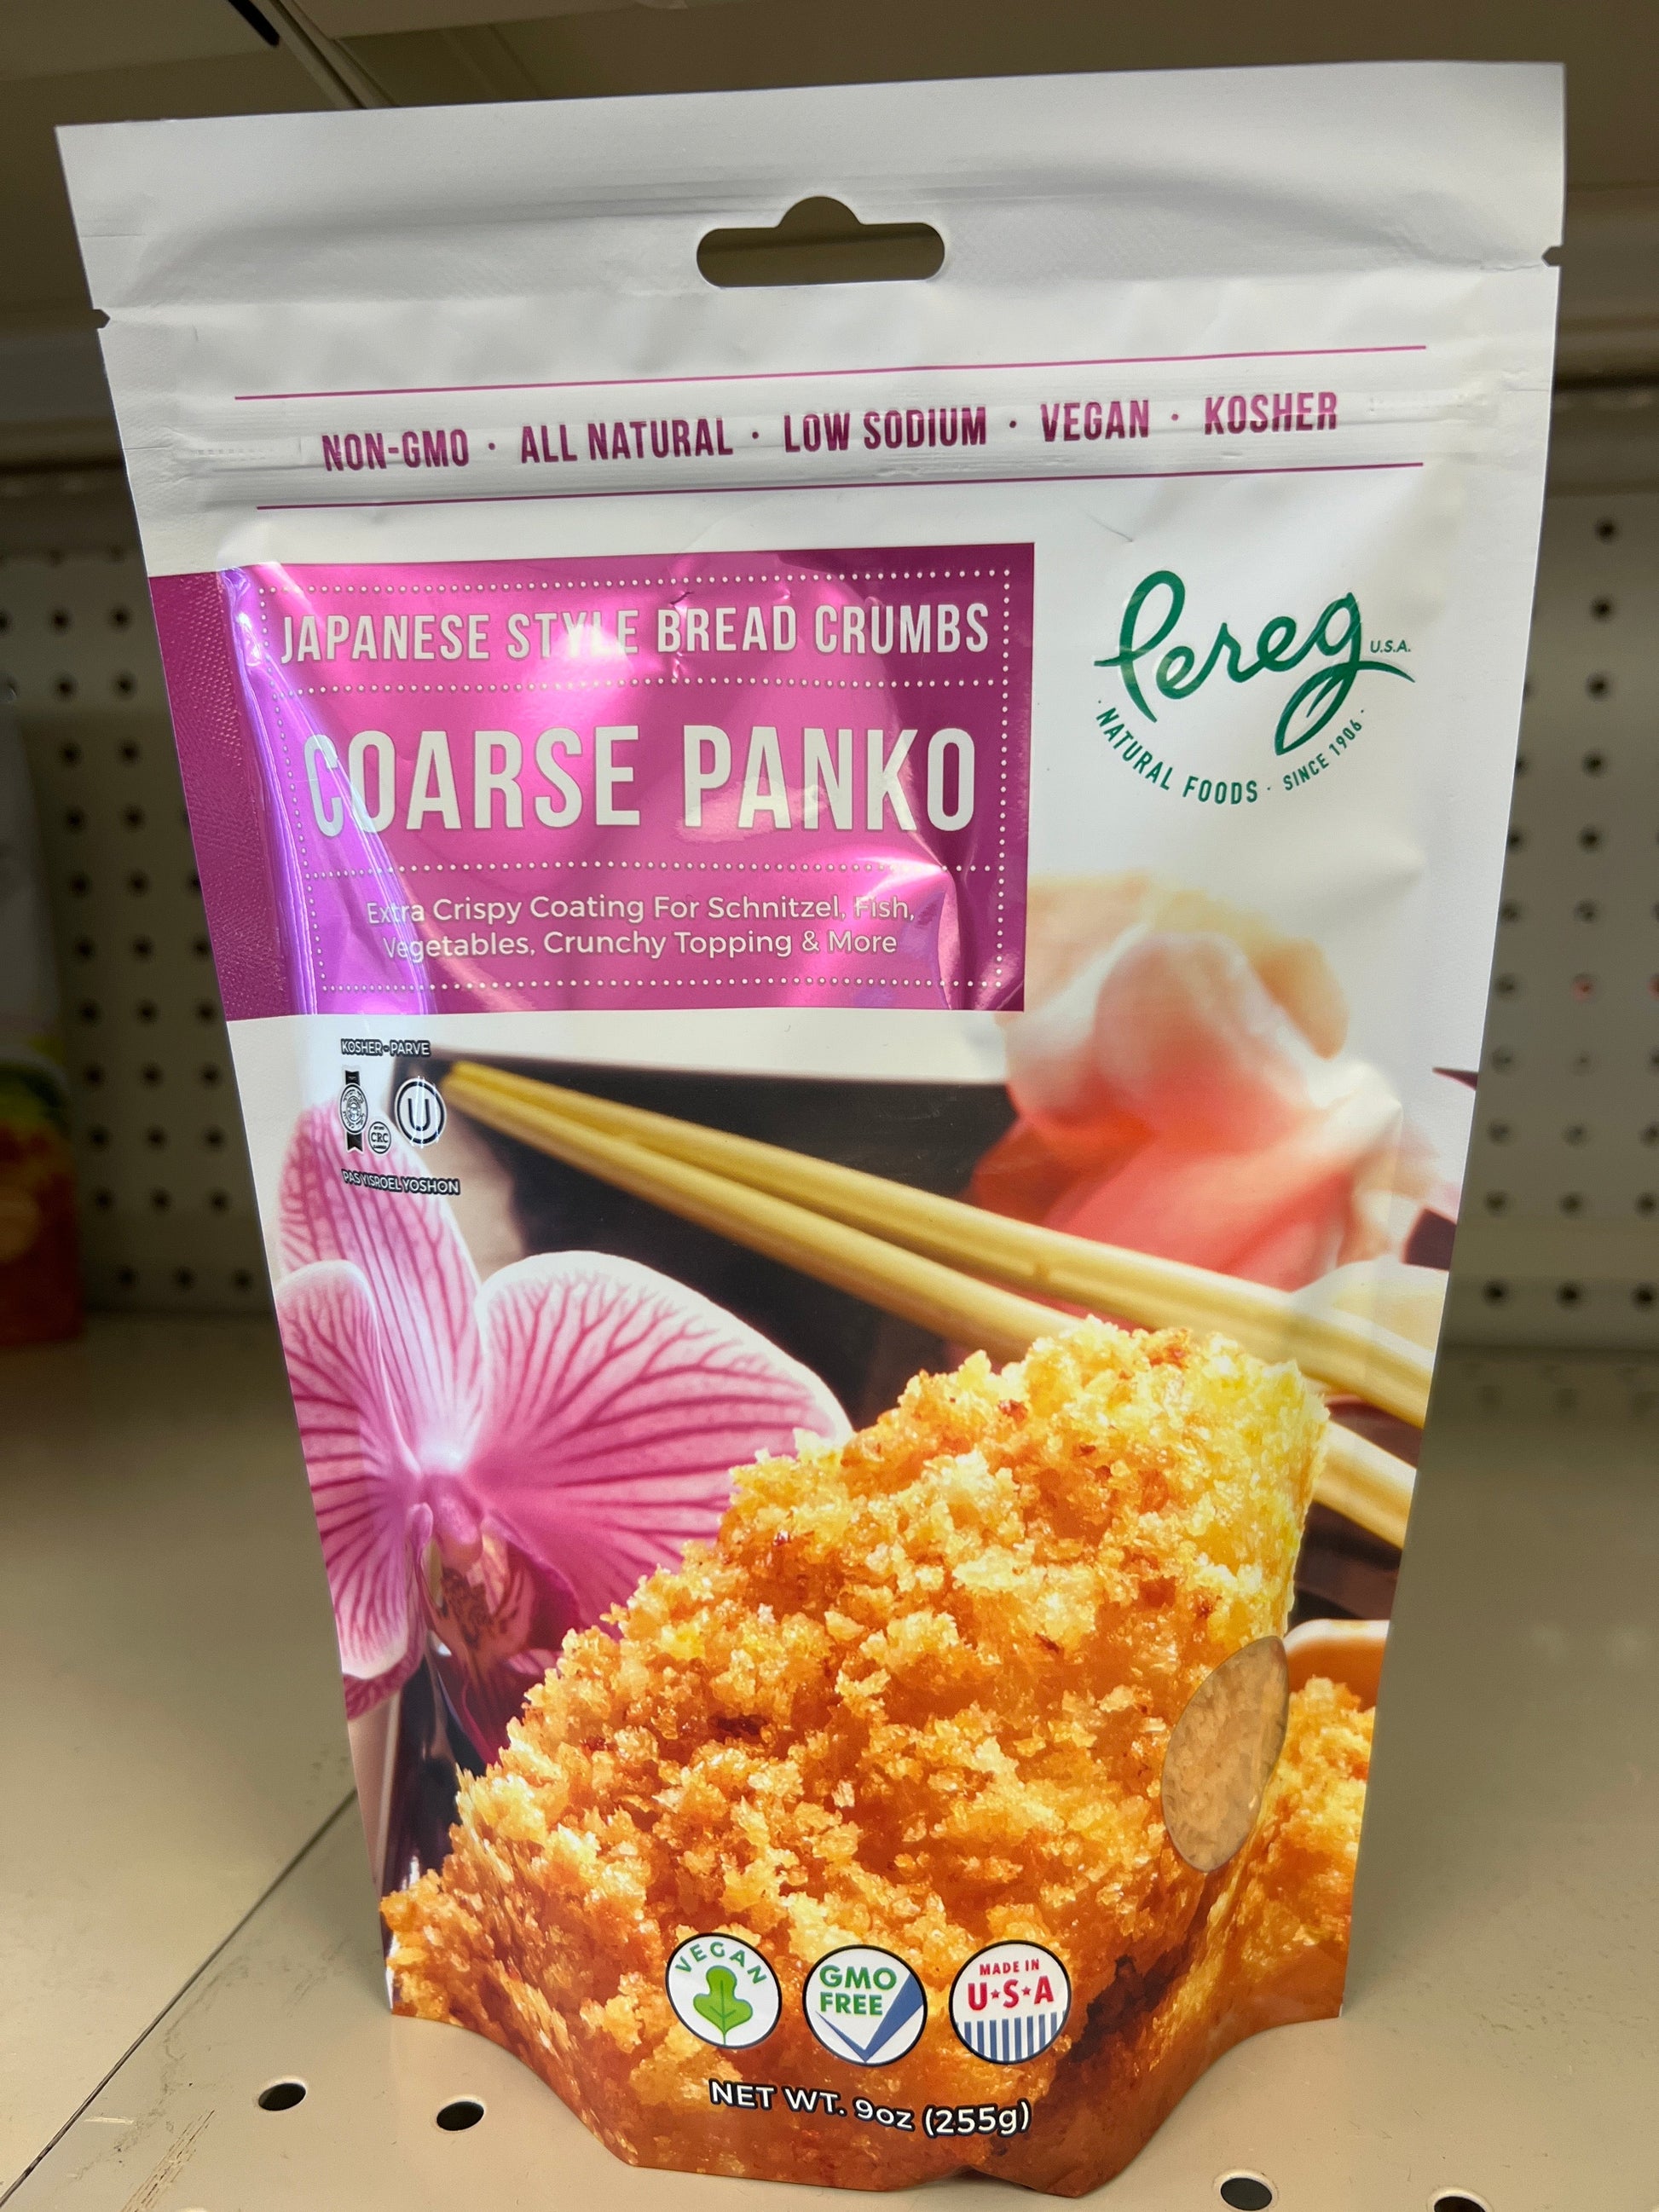 NON-GMO · ALL NATURAL · LOW SODIUM · VEGAN · KOSHER
JAPANESE STYLE BREAD CRUMBS
COARSE PANKO
Extra Crispy Coating For Schnitzel, Fish,
Vegetables, Crunchy Topping & More
Pereg U.S.A.
· NATURAL FOODS · SINCE 1906 ·
KOSHER - PARVE
CRC
U
PAS YISROEL YOSHON
VEGAN
GMO
FREE
MADE IN
U★S★A
NET WT. 9oz (255g)